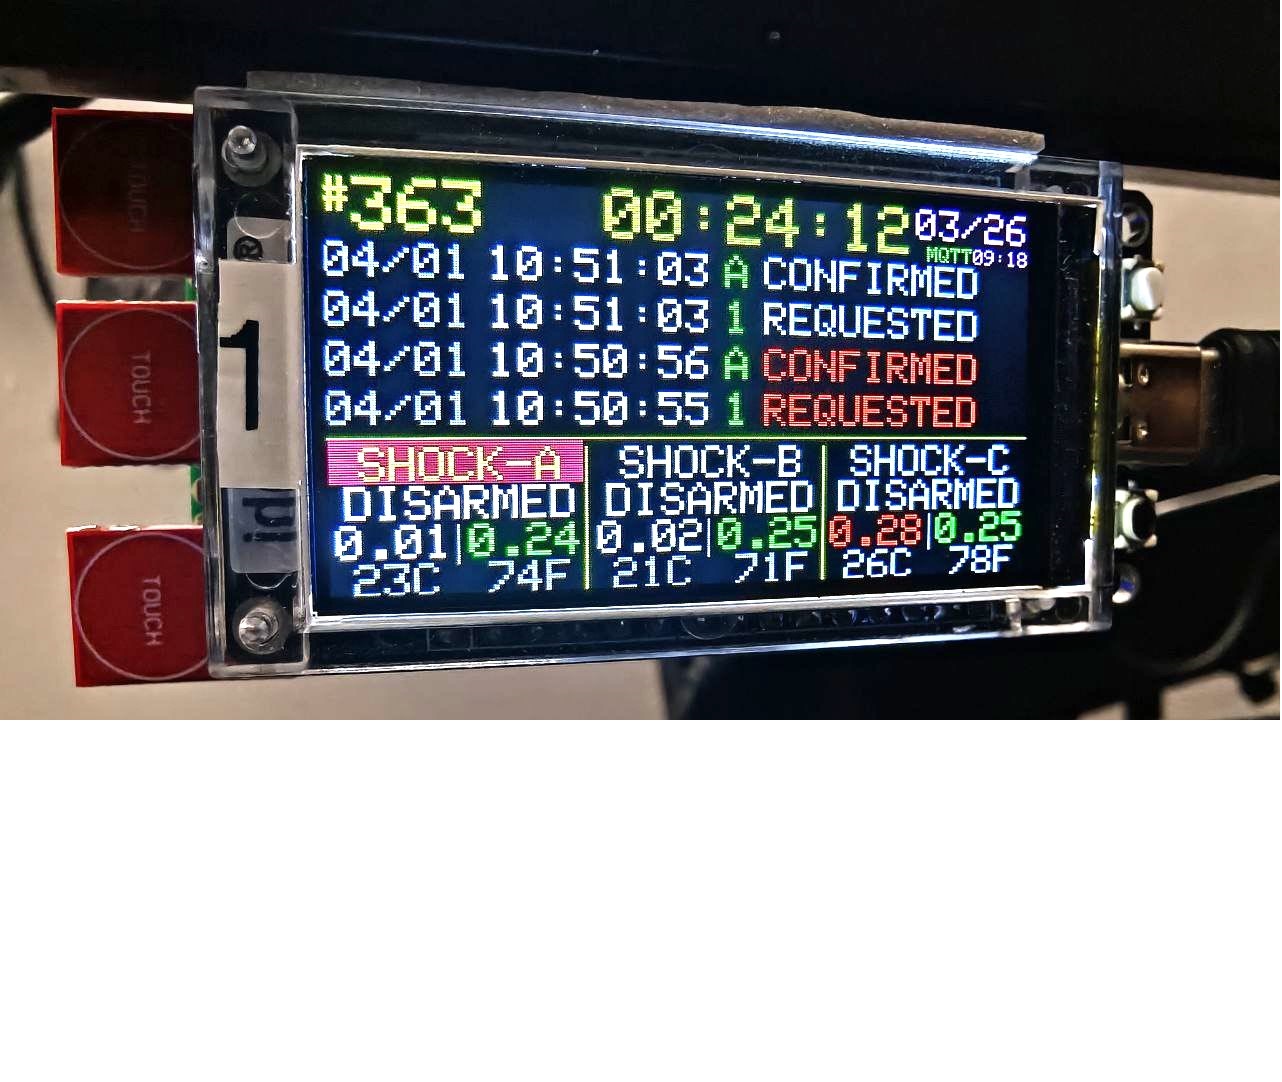 #363 00:24:12 03/26
MQTT09:18
04/01 10:51:03 A CONFIRMED
04/01 10:51:03 1 REQUESTED
04/01 10:50:56 A CONFIRMED
04/01 10:50:55 1 REQUESTED
SHOCK-A SHOCK-B SHOCK-C
DISARMED DISARMED DISARMED
0.01|0.24 0.02|0.25 0.28|0.25
23C 74F 21C 71F 26C 78F
TOUCH
TOUCH
TOUCH
1